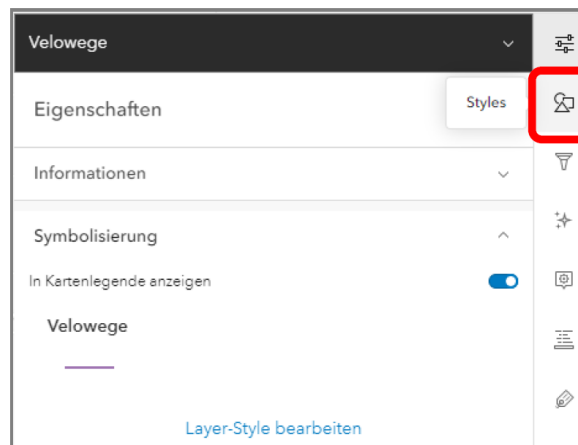 Velowege
Styles
Eigenschaften
Informationen
Symbolisierung
In Kartenlegende anzeigen
Velowege
Layer-Style bearbeiten